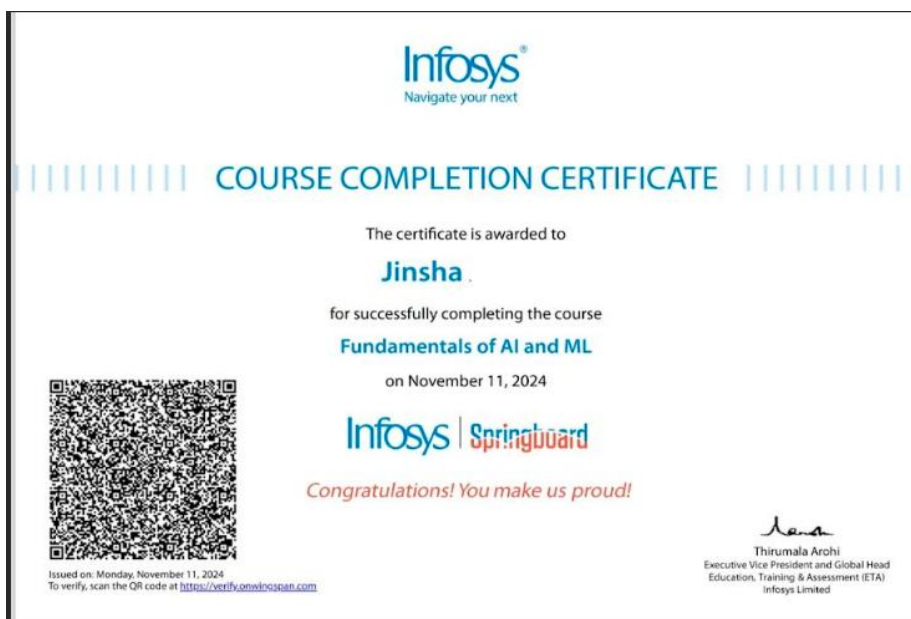 Infosys®
Navigate your next
COURSE COMPLETION CERTIFICATE
The certificate is awarded to
Jinsha .
for successfully completing the course
Fundamentals of AI and ML
on November 11, 2024
Infosys | Springboard
Congratulations! You make us proud!
Issued on: Monday, November 11, 2024
To verify, scan the QR code at https://verify.onwingspan.com
Thirumala Arohi
Executive Vice President and Global Head
Education, Training & Assessment (ETA)
Infosys Limited